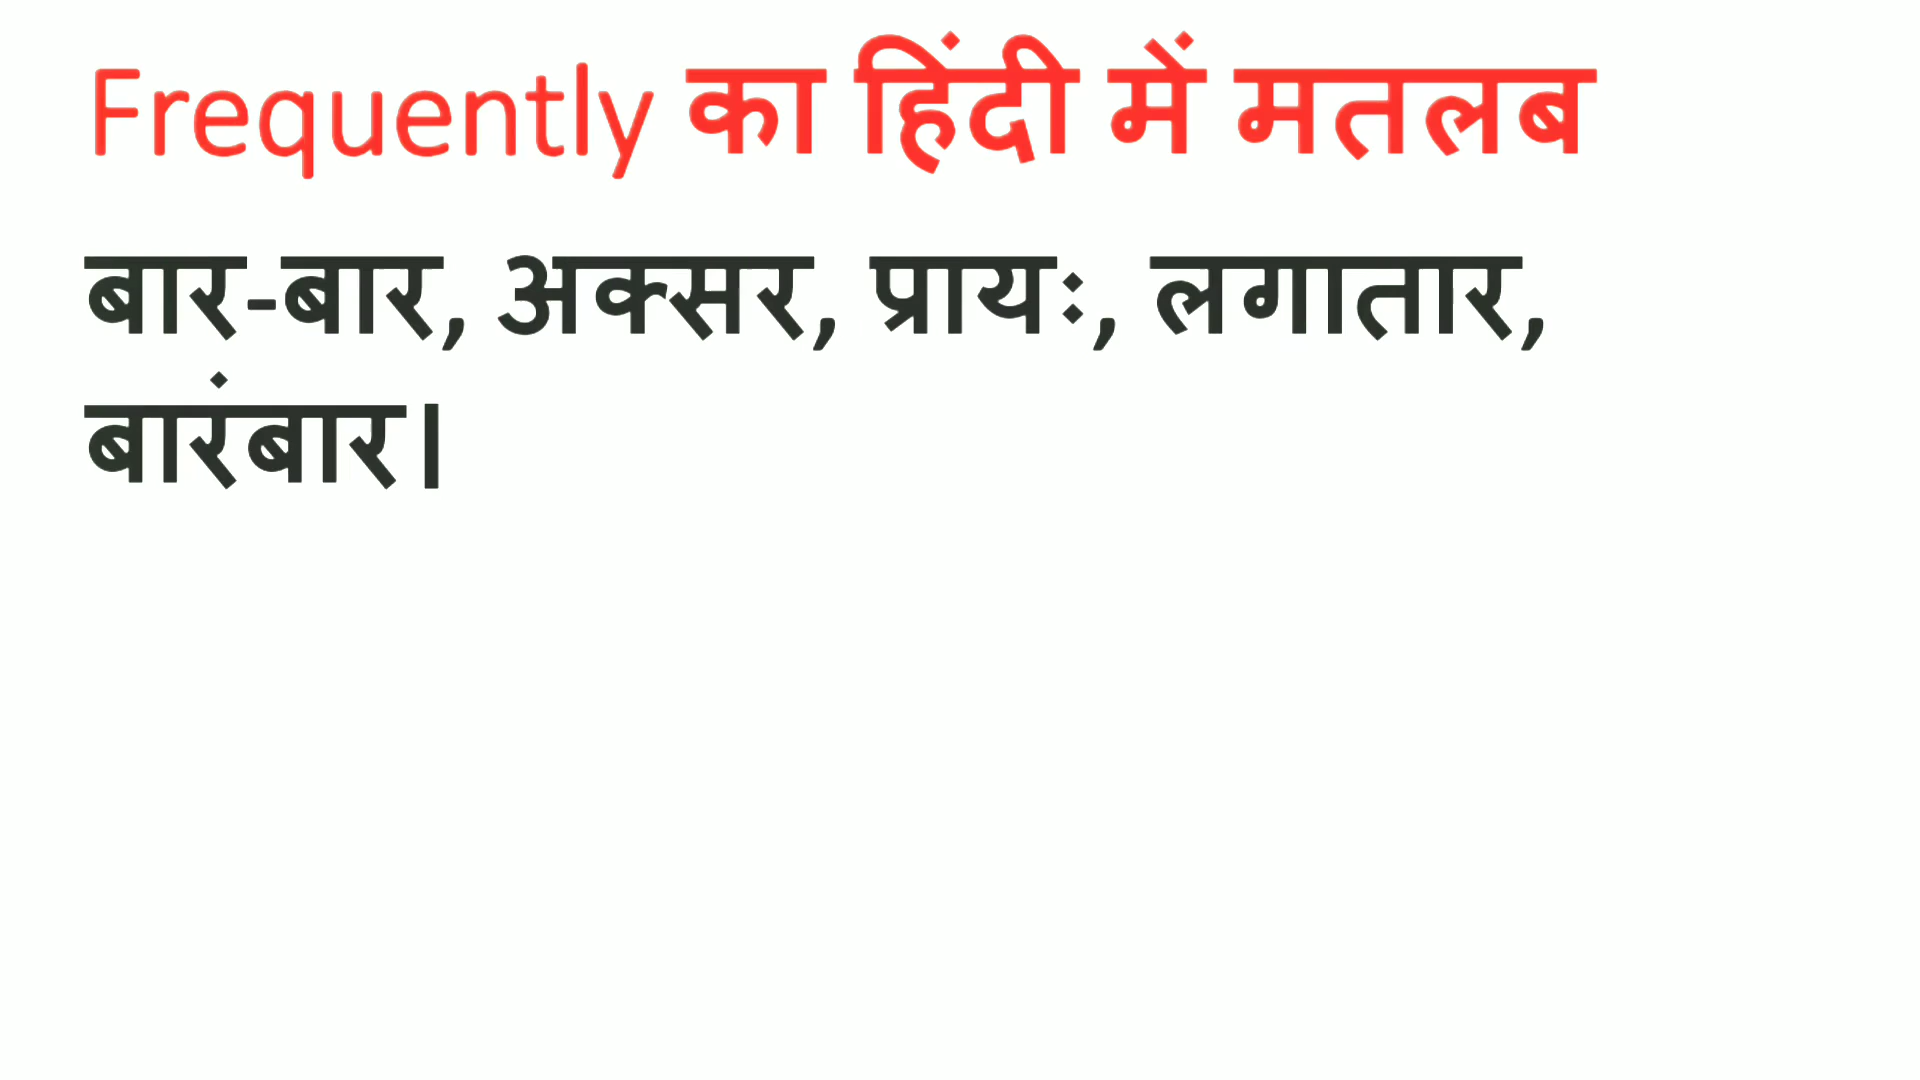 Frequently का हिंदी में मतलब
बार-बार, अक्सर, प्रायः, लगातार,
बारंबार।